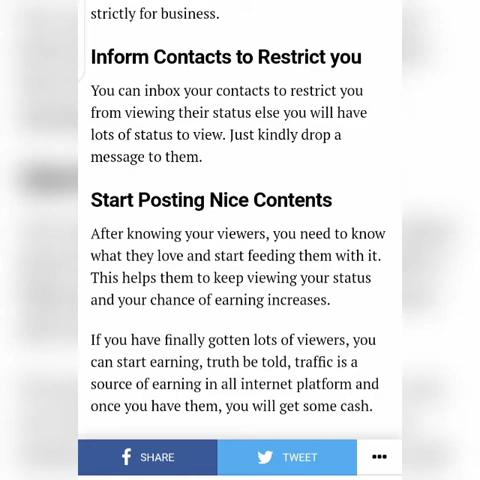 strictly for business.
Inform Contacts to Restrict you
You can inbox your contacts to restrict you
from viewing their status else you will have
lots of status to view. Just kindly drop a
message to them.
Start Posting Nice Contents
After knowing your viewers, you need to know
what they love and start feeding them with it.
This helps them to keep viewing your status
and your chance of earning increases.
If you have finally gotten lots of viewers, you
can start earning, truth be told, traffic is a
source of earning in all internet platform and
once you have them, you will get some cash.
SHARE TWEET